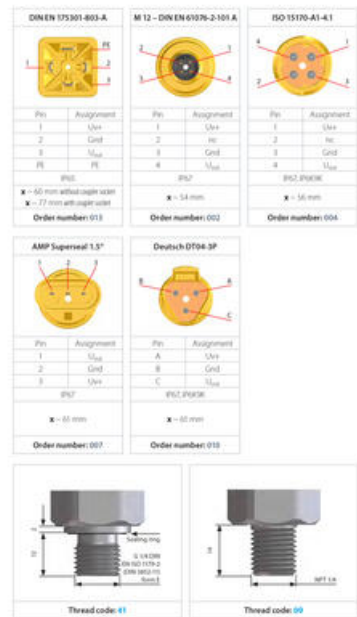 DIN EN 175301-803-A
PE
1
2
3
Pin Assignment
1 Uv+
2 Gnd
3 Uout
PE PE
IP65
x ~ 60 mm without coupler socket
x ~ 77 mm with coupler socket
Order number: 013
M 12 – DIN EN 61076-2-101 A
2
1
3
4
Pin Assignment
1 Uv+
2 nc
3 Gnd
4 Uout
IP67
x ~ 54 mm
Order number: 002
ISO 15170-A1-4.1
4
1
2
3
Pin Assignment
1 Uv+
2 nc
3 Gnd
4 Uout
IP67, IP6K9K
x ~ 56 mm
Order number: 004
AMP Superseal 1.5"
1
2
3
Pin Assignment
1 Uout
2 Gnd
3 Uv+
IP67
x ~ 61 mm
Order number: 007
Deutsch DT04-3P
B
A
C
Pin Assignment
A Uv+
B Gnd
C Uout
IP67, IP6K9K
Order number: 010
2
12
Sealing ring
G 1/4 DIN
EN ISO 1179-2
(DIN 3852-11)
Form E
Thread code: 41
14
NPT 1/4
Thread code: 09